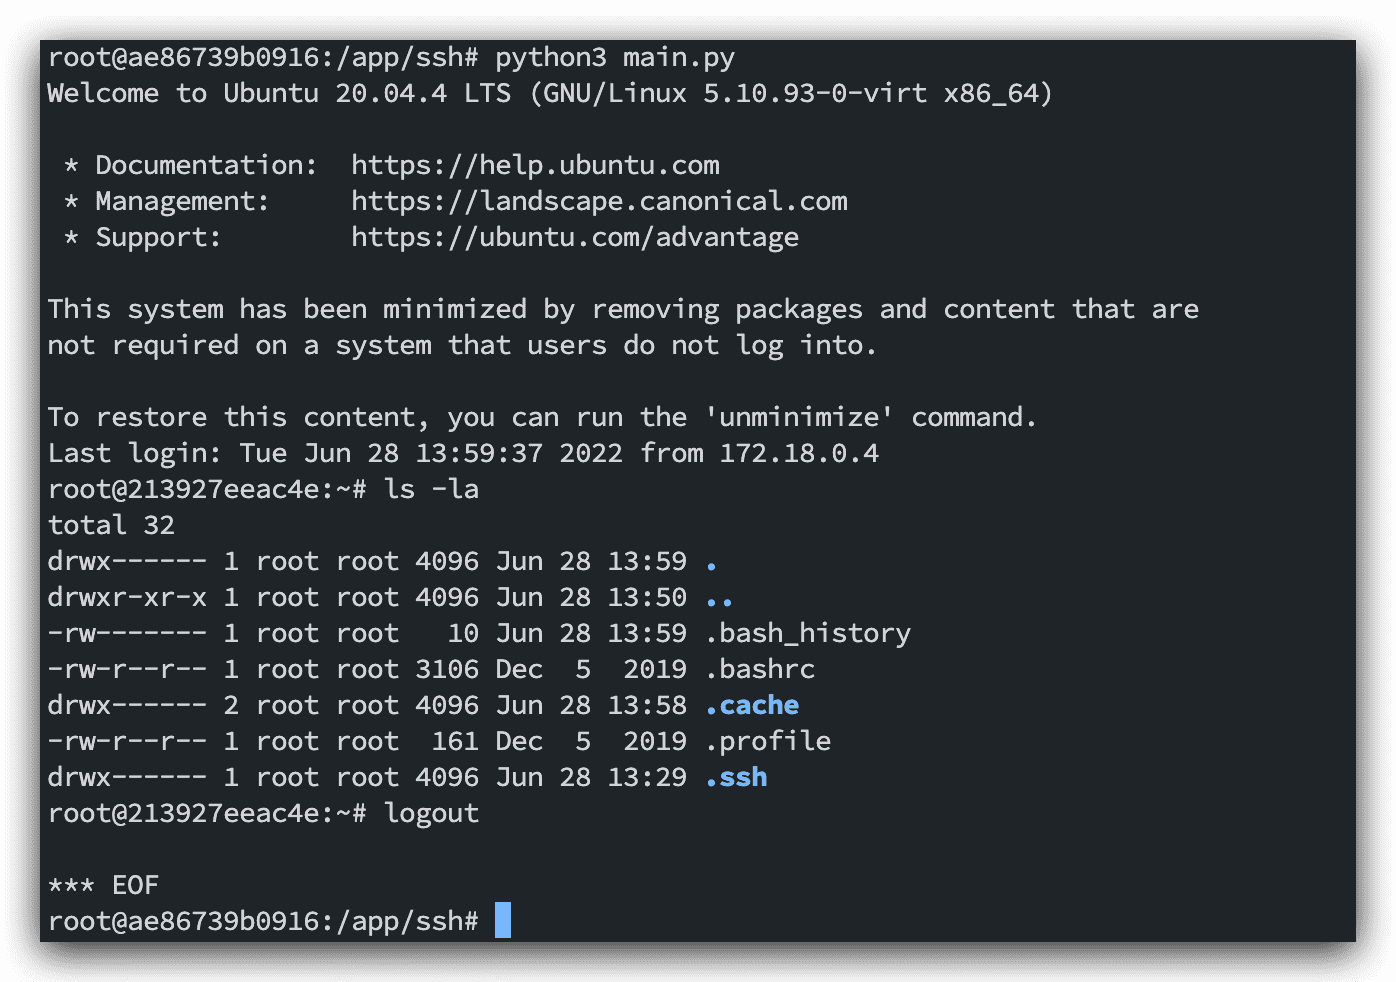 root@ae86739b0916:/app/ssh# python3 main.py
Welcome to Ubuntu 20.04.4 LTS (GNU/Linux 5.10.93-0-virt x86_64)

 * Documentation:  https://help.ubuntu.com
 * Management:     https://landscape.canonical.com
 * Support:        https://ubuntu.com/advantage

This system has been minimized by removing packages and content that are
not required on a system that users do not log into.

To restore this content, you can run the 'unminimize' command.
Last login: Tue Jun 28 13:59:37 2022 from 172.18.0.4
root@213927eeac4e:~# ls -la
total 32
drwx------ 1 root root 4096 Jun 28 13:59 .
drwxr-xr-x 1 root root 4096 Jun 28 13:50 ..
-rw------- 1 root root   10 Jun 28 13:59 .bash_history
-rw-r--r-- 1 root root 3106 Dec  5  2019 .bashrc
drwx------ 2 root root 4096 Jun 28 13:58 .cache
-rw-r--r-- 1 root root  161 Dec  5  2019 .profile
drwx------ 1 root root 4096 Jun 28 13:29 .ssh
root@213927eeac4e:~# logout

*** EOF
root@ae86739b0916:/app/ssh#